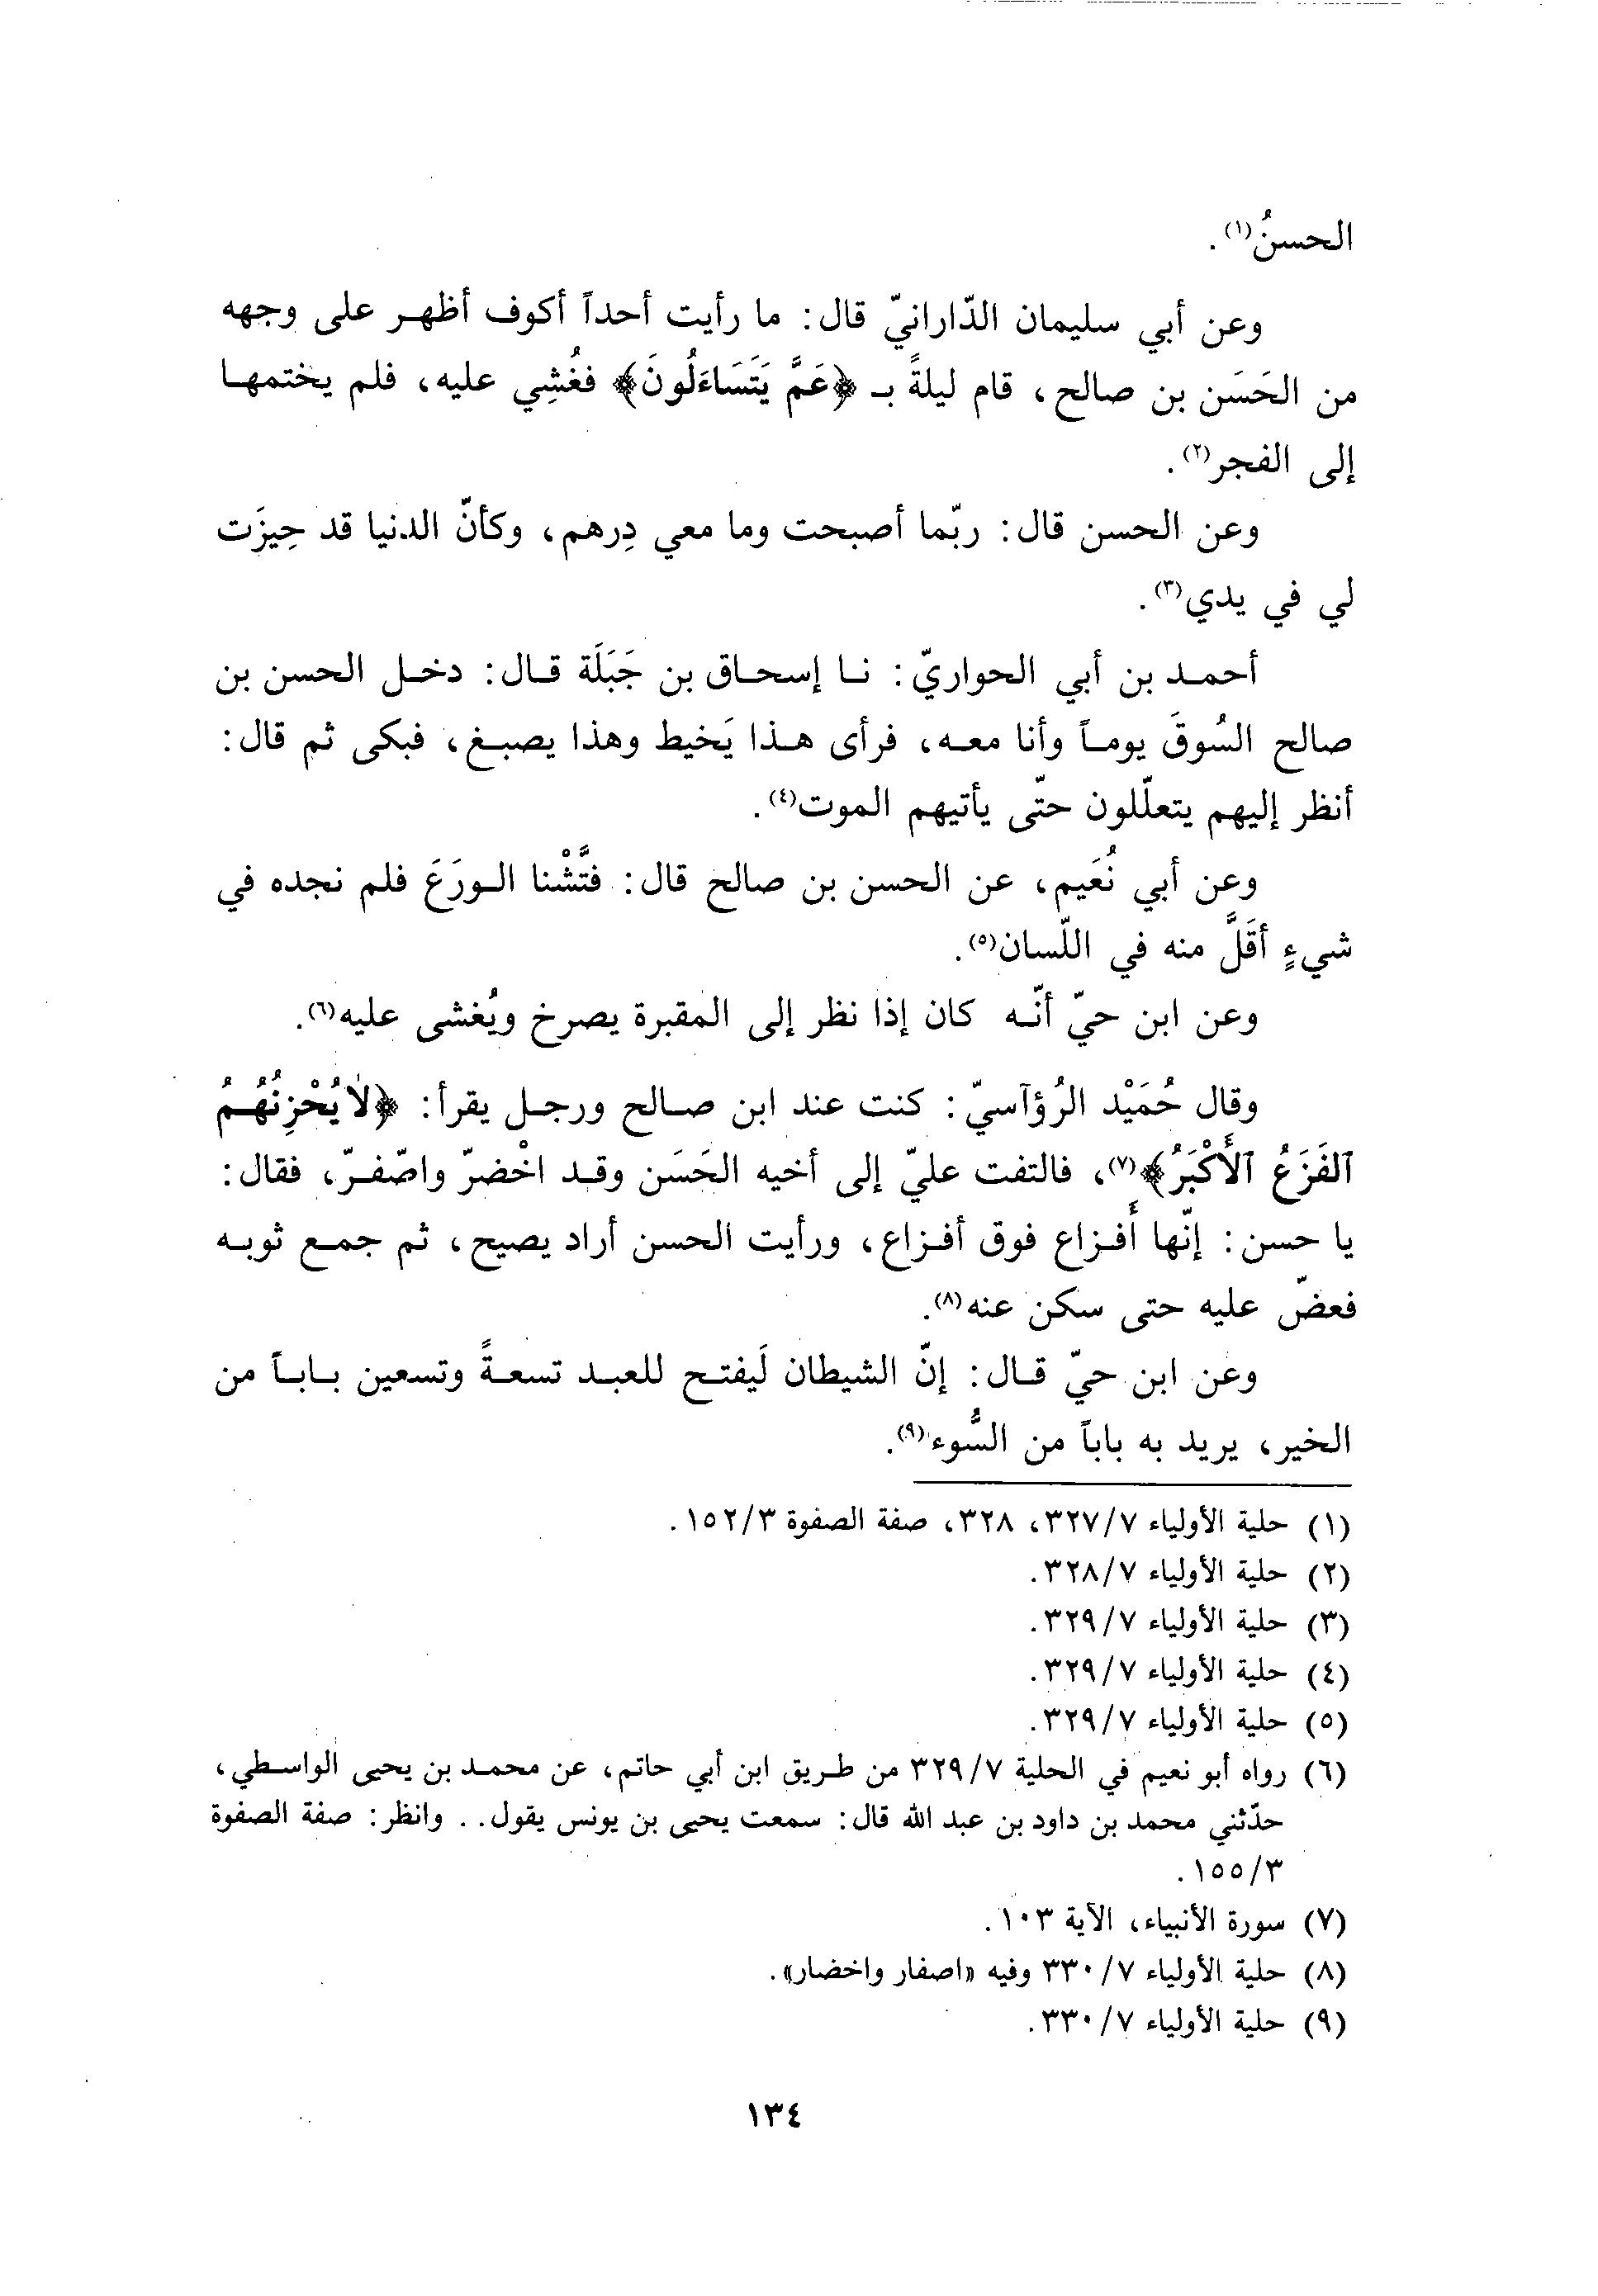 الحسنُ(١).
وعن أبي سليمان الدّارانيّ قال: ما رأيت أحداً أكوف أظهر على وجهه
من الحَسَن بن صالح، قام ليلةً بـ ﴿عَمَّ يَتَسَاءَلُونَ﴾ فغُشِي عليه، فلم يختمها
إلى الفجر(٢).
وعن الحسن قال: ربّما أصبحت وما معي دِرهم، وكأنّ الدنيا قد حِيزَت
لي في يدي(٣).
أحمد بن أبي الحواريّ: نا إسحاق بن جَبَلَة قال: دخل الحسن بن
صالح السُوقَ يوماً وأنا معه، فرأى هذا يَخيط وهذا يصبغ، فبكى ثم قال:
أنظر إليهم يتعلّلون حتّى يأتيهم الموت(٤).
وعن أبي نُعَيم، عن الحسن بن صالح قال: فتَّشْنا الورَعَ فلم نجده في
شيءٍ أقَلَّ منه في اللّسان(٥).
وعن ابن حيّ أنّه كان إذا نظر إلى المقبرة يصرخ ويُغشى عليه(٦).
وقال حُمَيْد الرُؤآسيّ: كنت عند ابن صالح ورجل يقرأ: ﴿لَا يُحْزِنُهُمُ
ٱلفَزَعُ ٱلأَكْبَرُ﴾(٧)، فالتفت عليّ إلى أخيه الحَسَن وقد اخْضرّ واصّفرّ، فقال:
يا حسن: إنّها أَفزاع فوق أفزاع، ورأيت الحسن أراد يصيح، ثم جمع ثوبه
فعضّ عليه حتى سكن عنه(٨).
وعن ابن حيّ قال: إنّ الشيطان لَيفتح للعبد تسعةً وتسعين باباً من
الخير، يريد به باباً من السُّوء(٩).
(١) حلية الأولياء ٣٢٧/٧، ٣٢٨، صفة الصفوة ١٥٢/٣.
(٢) حلية الأولياء ٣٢٨/٧.
(٣) حلية الأولياء ٣٢٩/٧.
(٤) حلية الأولياء ٣٢٩/٧.
(٥) حلية الأولياء ٣٢٩/٧.
(٦) رواه أبو نعيم في الحلية ٣٢٩/٧ من طريق ابن أبي حاتم، عن محمد بن يحيى الواسطي،
حدّثني محمد بن داود بن عبد الله قال: سمعت يحيى بن يونس يقول.. وانظر: صفة الصفوة
١٥٥/٣.
(٧) سورة الأنبياء، الآية ١٠٣.
(٨) حلية الأولياء ٣٣٠/٧ وفيه «اصفار واخضار».
(٩) حلية الأولياء ٣٣٠/٧.
١٣٤